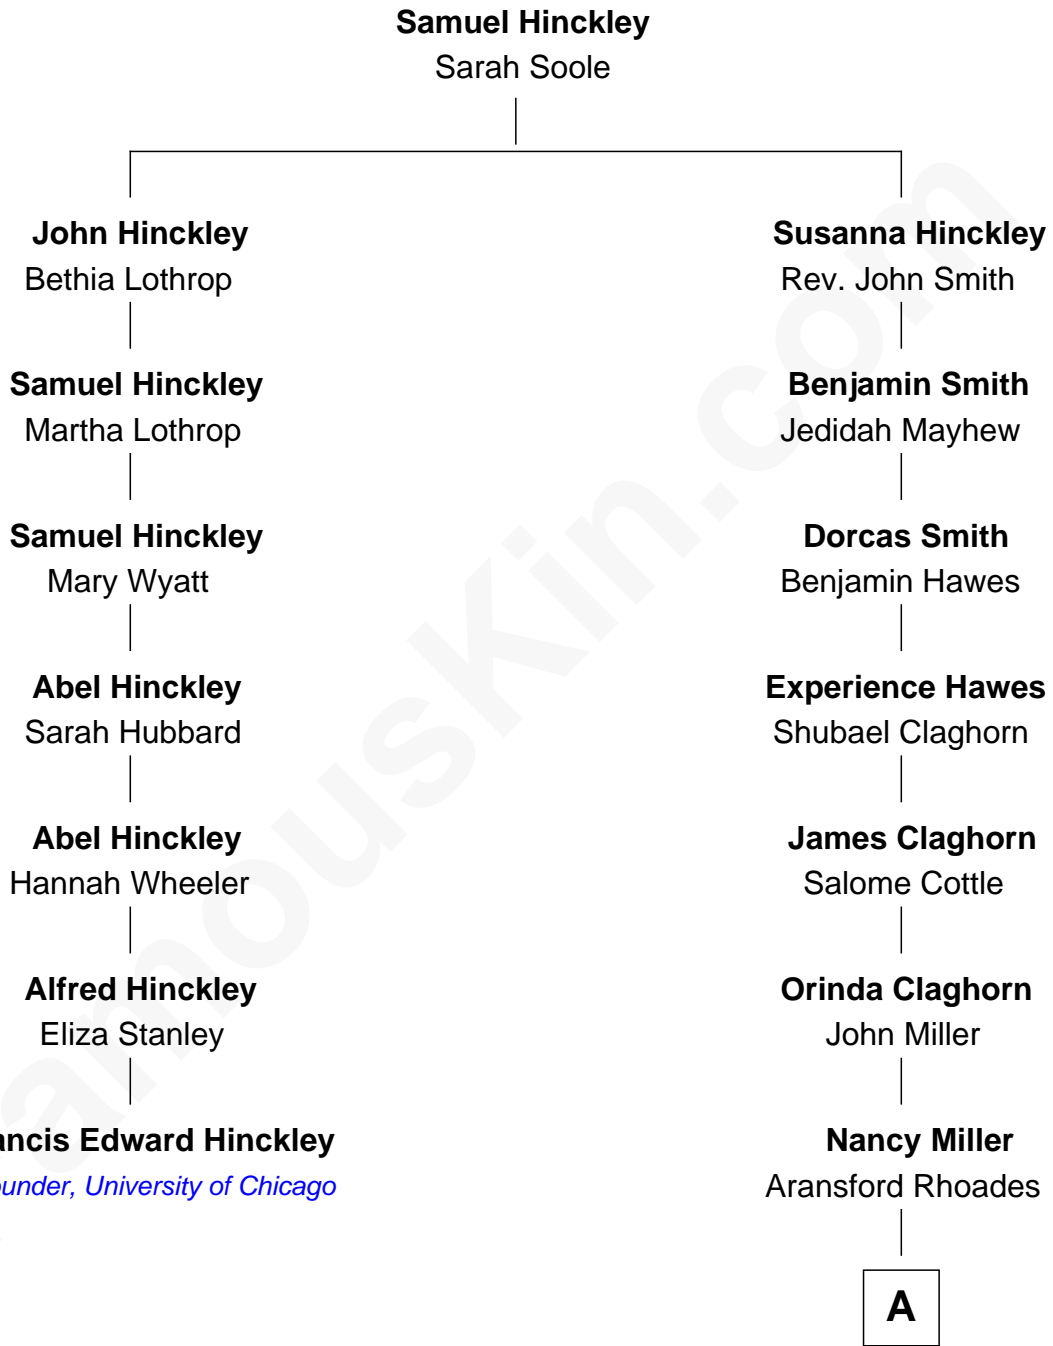 Samuel Hinckley
Sarah Soole
John Hinckley
Bethia Lothrop
Susanna Hinckley
Rev. John Smith
Samuel Hinckley
Martha Lothrop
Benjamin Smith
Jedidah Mayhew
Samuel Hinckley
Mary Wyatt
Dorcas Smith
Benjamin Hawes
Abel Hinckley
Sarah Hubbard
Experience Hawes
Shubael Claghorn
Abel Hinckley
Hannah Wheeler
James Claghorn
Salome Cottle
Alfred Hinckley
Eliza Stanley
Orinda Claghorn
John Miller
ancis Edward Hinckley
ounder, University of Chicago
Nancy Miller
Aransford Rhoades
A
amouskin.com